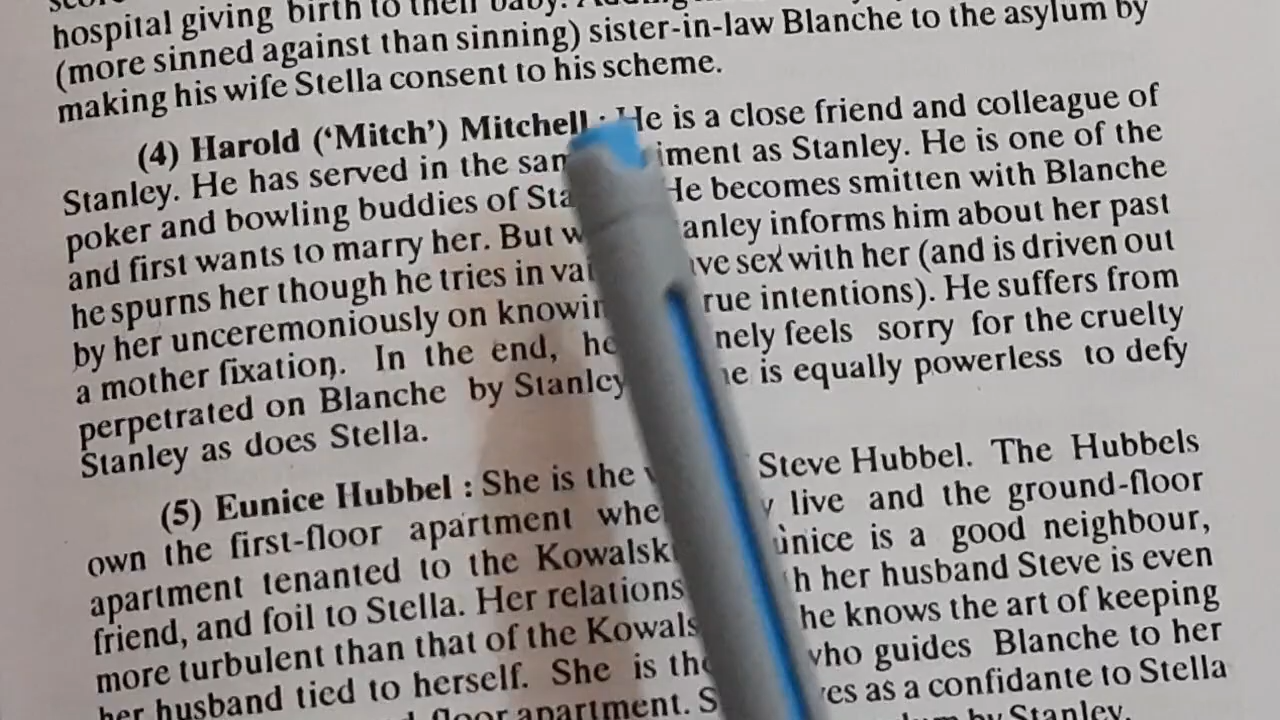 hospital giving birth to their baby.
(more sinned against than sinning) sister-in-law Blanche to the asylum by
making his wife Stella consent to his scheme.
(4) Harold (‘Mitch’) Mitchell : He is a close friend and colleague of
Stanley. He has served in the iment as Stanley. He is one of the
poker and bowling buddies of He becomes smitten with Blanche
and first wants to marry her. But anley informs him about her past
he spurns her though he tries in ve sex with her (and is driven out
by her unceremoniously on rue intentions). He suffers from
a mother fixation. In the end, nely feels sorry for the cruelty
perpetrated on Blanche by Stanley he is equally powerless to defy
Stanley as does Stella.
(5) Eunice Hubbel : She is the Steve Hubbel. The Hubbels
own the first-floor apartment live and the ground-floor
apartment tenanted to the unice is a good neighbour,
friend, and foil to Stella. Her h her husband Steve is even
more turbulent than that of the he knows the art of keeping
her husband tied to herself. She is who guides Blanche to her
floor apartment. as a confidante to Stella
by Stanley.